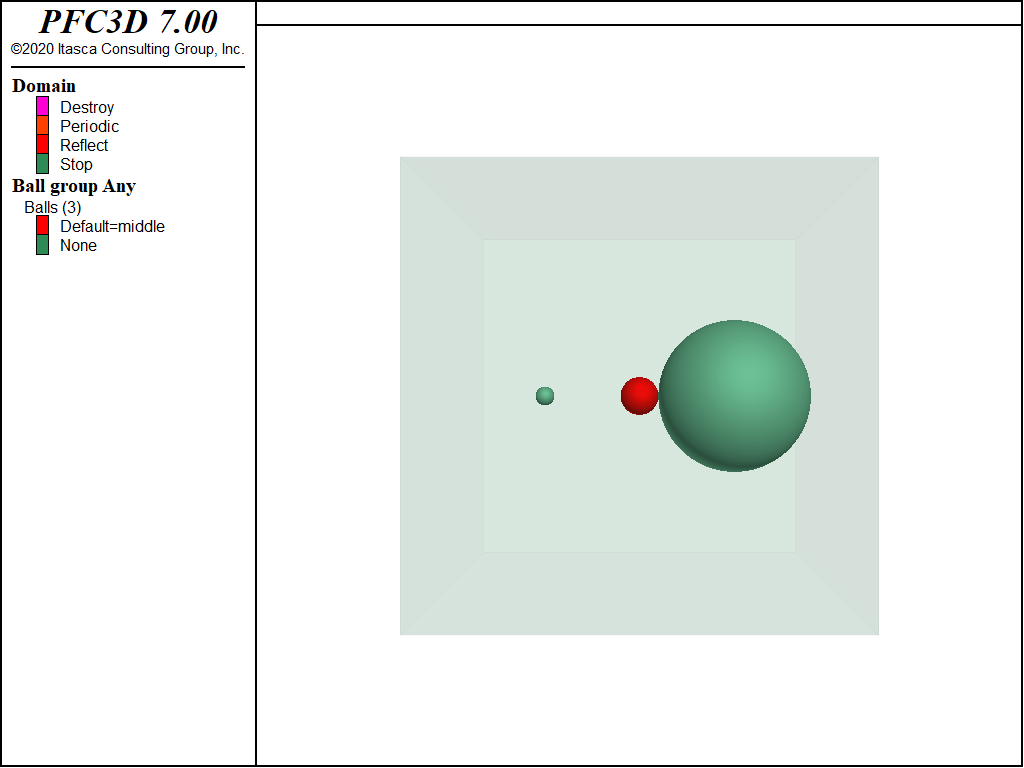 PFC3D 7.00
©2020 Itasca Consulting Group, Inc.
Domain
Destroy
Periodic
Reflect
Stop
Ball group Any
Balls (3)
Default=middle
None